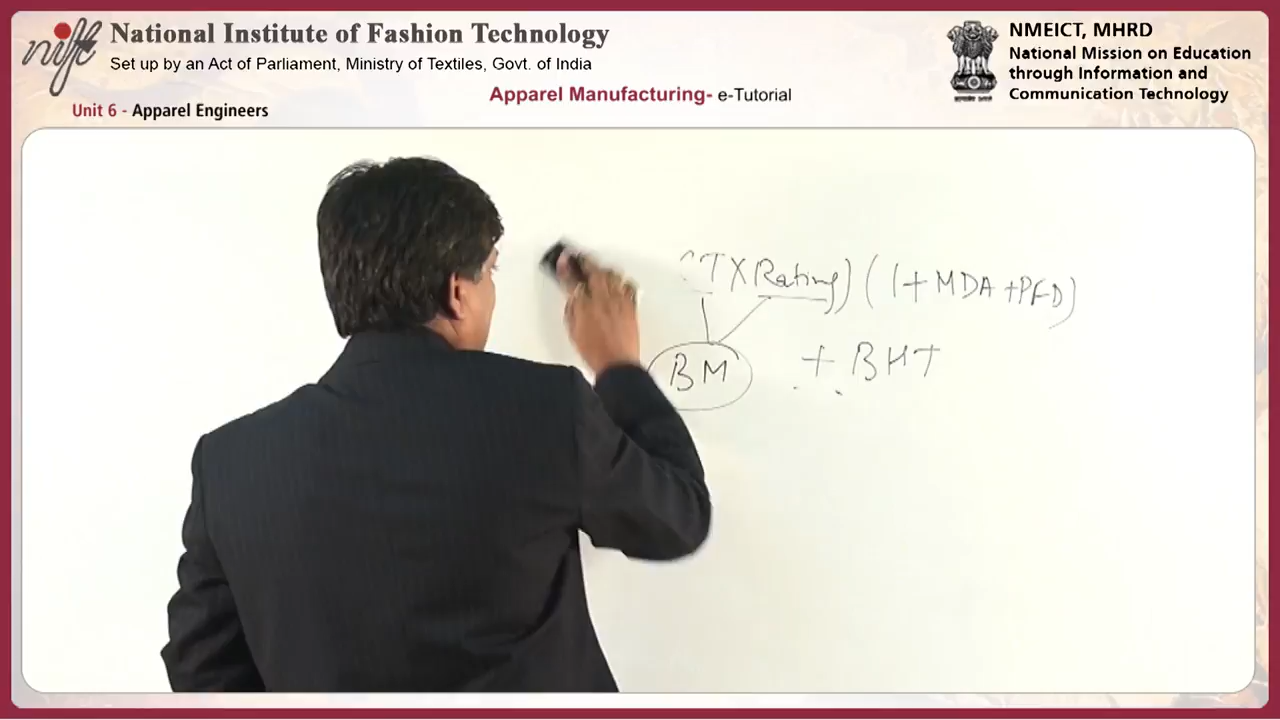 nift
National Institute of Fashion Technology
Set up by an Act of Parliament, Ministry of Textiles, Govt. of India
NMEICT, MHRD
National Mission on Education
through Information and
Communication Technology
Apparel Manufacturing- e-Tutorial
Unit 6 - Apparel Engineers
T X Rating) (1 + MDA + PFD)
BM + BHT